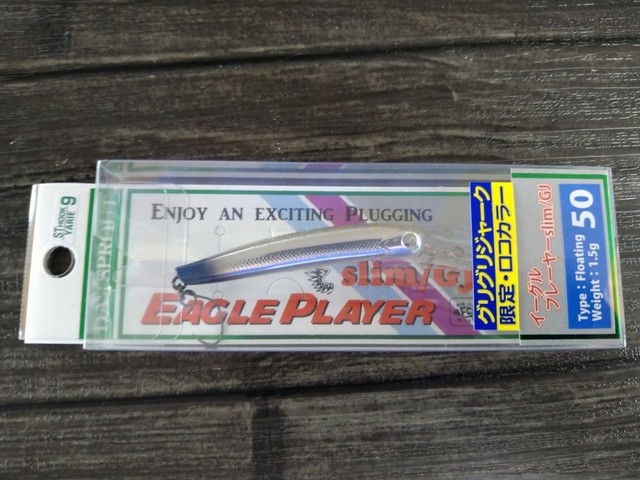 ST HOOK
YARIE 9
ENJOY AN EXCITING PLUGGING
slim/GJ
EAGLE PLAYER
グリグリジャーク
限定・ロコカラー
イーグル
プレーヤーslim/GJ
50
Type : Floating
Weight : 1.5g